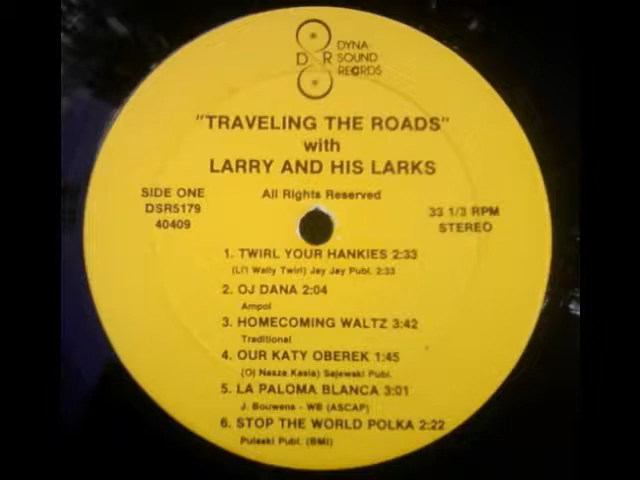 DSR
DYNA
SOUND
RECORDS
"TRAVELING THE ROADS"
with
LARRY AND HIS LARKS
All Rights Reserved
SIDE ONE
DSR5179
40409
33 1/3 RPM
STEREO
1. TWIRL YOUR HANKIES 2:33
(Li'l Wally Twirl) Jay Jay Publ. 2:33
2. OJ DANA 2:04
Ampol
3. HOMECOMING WALTZ 3:42
Traditional
4. OUR KATY OBEREK 1:45
(Oj Nasza Kasia) Sajewski Publ.
5. LA PALOMA BLANCA 3:01
J. Bouwens - WB (ASCAP)
6. STOP THE WORLD POLKA 2:22
Pulaski Publ. (BMI)